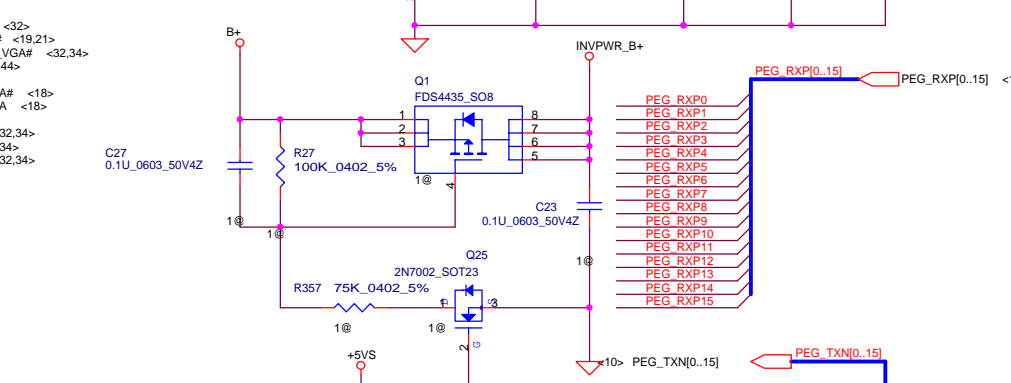 <32>
# <19,21>
_VGA# <32,34>
44>
A# <18>
A <18>
32,34>
34>
32,34>
B+
INVPWR_B+
Q1
FDS4435_SO8
1
2
3
8
7
6
5
4
1@
C27
0.1U_0603_50V4Z
1@
R27
100K_0402_5%
1@
C23
0.1U_0603_50V4Z
1@
Q25
2N7002_SOT23
R357
75K_0402_5%
1@
1
D
S
3
1@
2
G
+5VS
PEG_RXP[0..15]
PEG_RXP[0..15] <1
PEG_RXP0
PEG_RXP1
PEG_RXP2
PEG_RXP3
PEG_RXP4
PEG_RXP5
PEG_RXP6
PEG_RXP7
PEG_RXP8
PEG_RXP9
PEG_RXP10
PEG_RXP11
PEG_RXP12
PEG_RXP13
PEG_RXP14
PEG_RXP15
<10> PEG_TXN[0..15]
PEG_TXN[0..15]